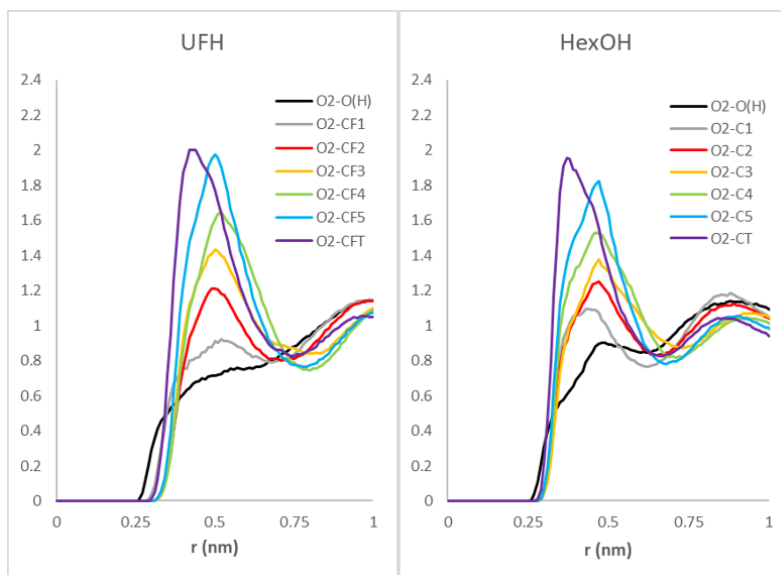 UFH
2.4
2.2
2
1.8
1.6
1.4
1.2
1
0.8
0.6
0.4
0.2
0
0
0.25
0.5
0.75
1
r (nm)
O2-O(H)
O2-CF1
O2-CF2
O2-CF3
O2-CF4
O2-CF5
O2-CFT
HexOH
2.4
2.2
2
1.8
1.6
1.4
1.2
1
0.8
0.6
0.4
0.2
0
0
0.25
0.5
0.75
1
r (nm)
O2-O(H)
O2-C1
O2-C2
O2-C3
O2-C4
O2-C5
O2-CT